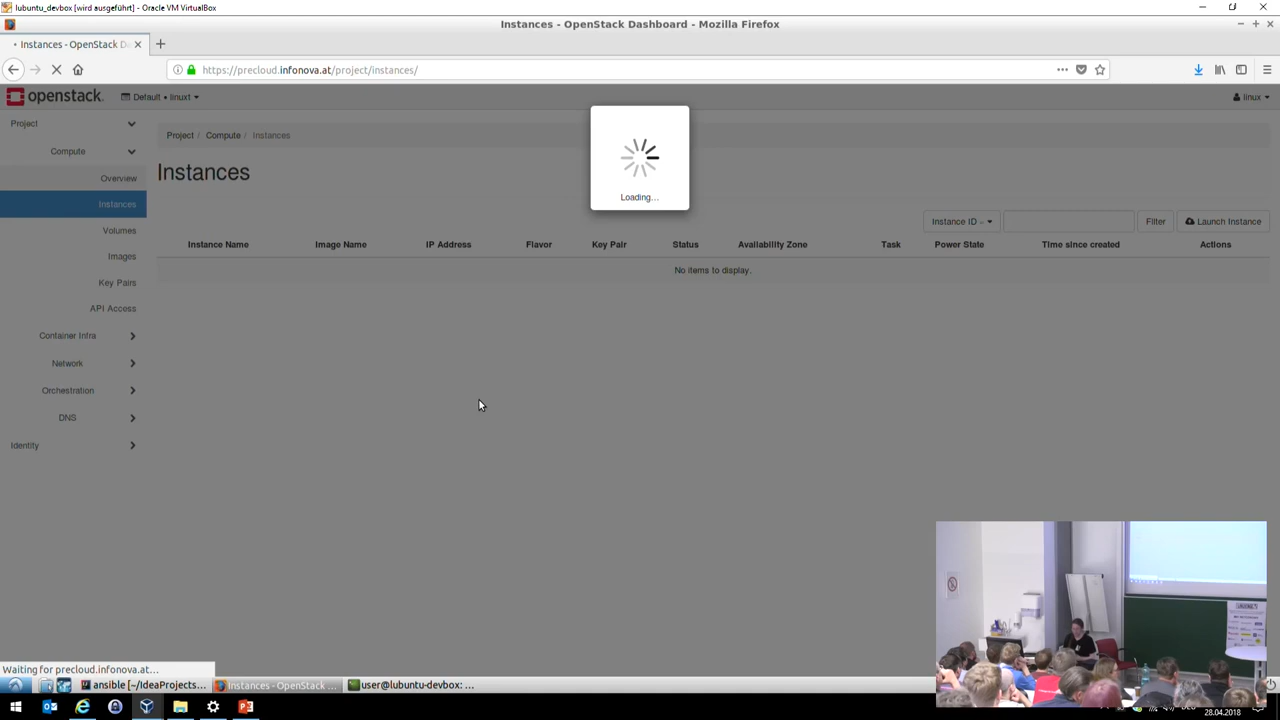 lubuntu_devbox [wird ausgeführt] - Oracle VM VirtualBox
Instances - OpenStack Dashboard - Mozilla Firefox
Instances - OpenStack Da
https://precloud.infonova.at/project/instances/
openstack.
Default • linuxt
linux
Project
Compute
Overview
Instances
Volumes
Images
Key Pairs
API Access
Container Infra
Network
Orchestration
DNS
Identity
Project / Compute / Instances
Instances
Loading...
Instance ID =
Filter
Launch Instance
Instance Name Image Name IP Address Flavor Key Pair Status Availability Zone Task Power State Time since created Actions
No items to display.
Waiting for precloud.infonova.at...
ansible [~/IdeaProjects...
Instances - OpenStack ...
user@lubuntu-devbox: ...
28.04.2018